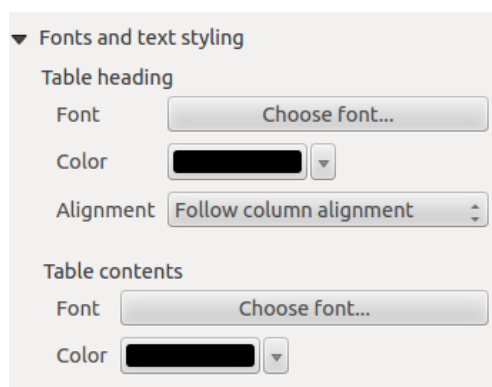 Fonts and text styling
Table heading
Font Choose font...
Color
Alignment Follow column alignment
Table contents
Font Choose font...
Color